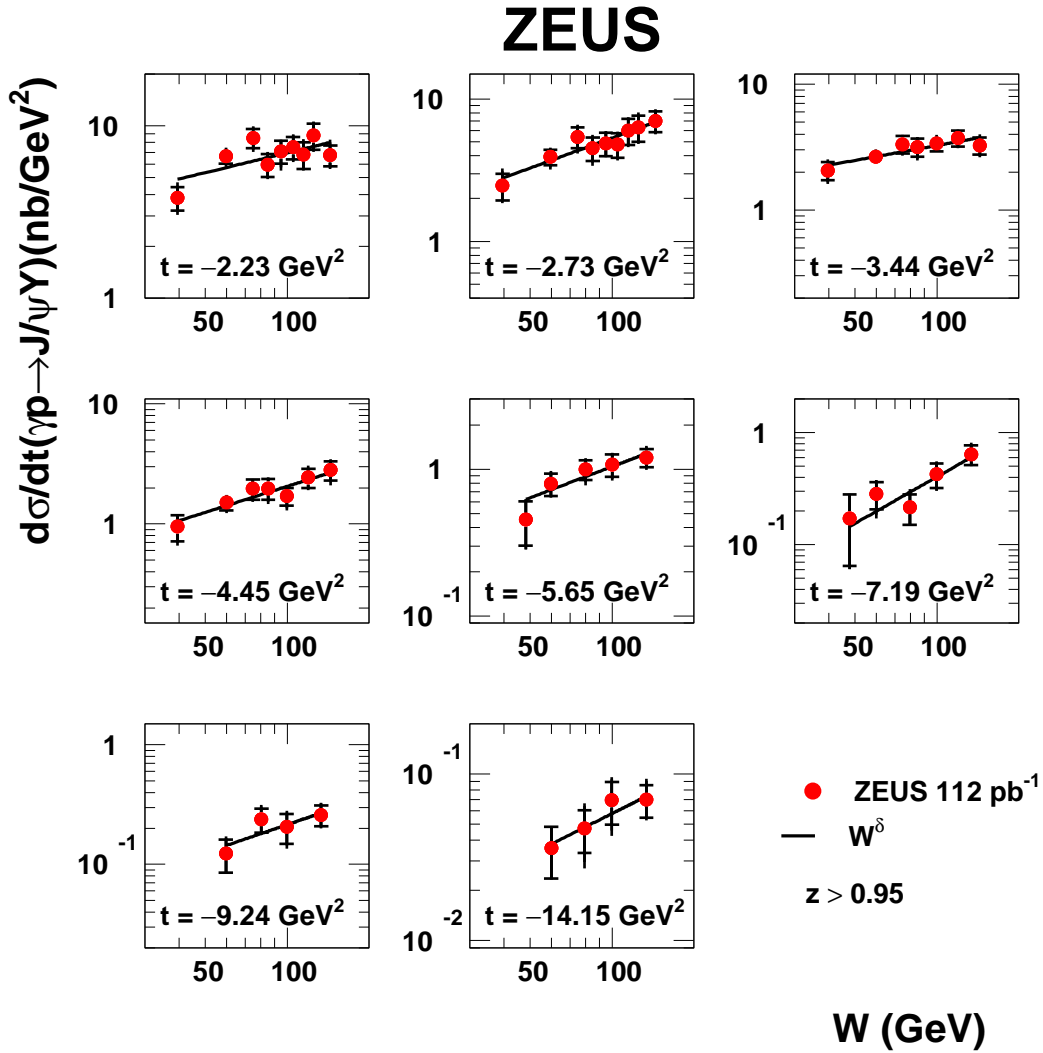 ZEUS
dσ/dt(γp→J/ψY)(nb/GeV²)
10
1
t = −2.23 GeV²
50 100
10
1
t = −2.73 GeV²
50 100
10
1
t = −3.44 GeV²
50 100
10
1
t = −4.45 GeV²
50 100
1
10⁻¹
t = −5.65 GeV²
50 100
1
10⁻¹
t = −7.19 GeV²
50 100
1
10⁻¹
t = −9.24 GeV²
50 100
10⁻¹
10⁻²
t = −14.15 GeV²
50 100
ZEUS 112 pb⁻¹
W^δ
z > 0.95
W (GeV)